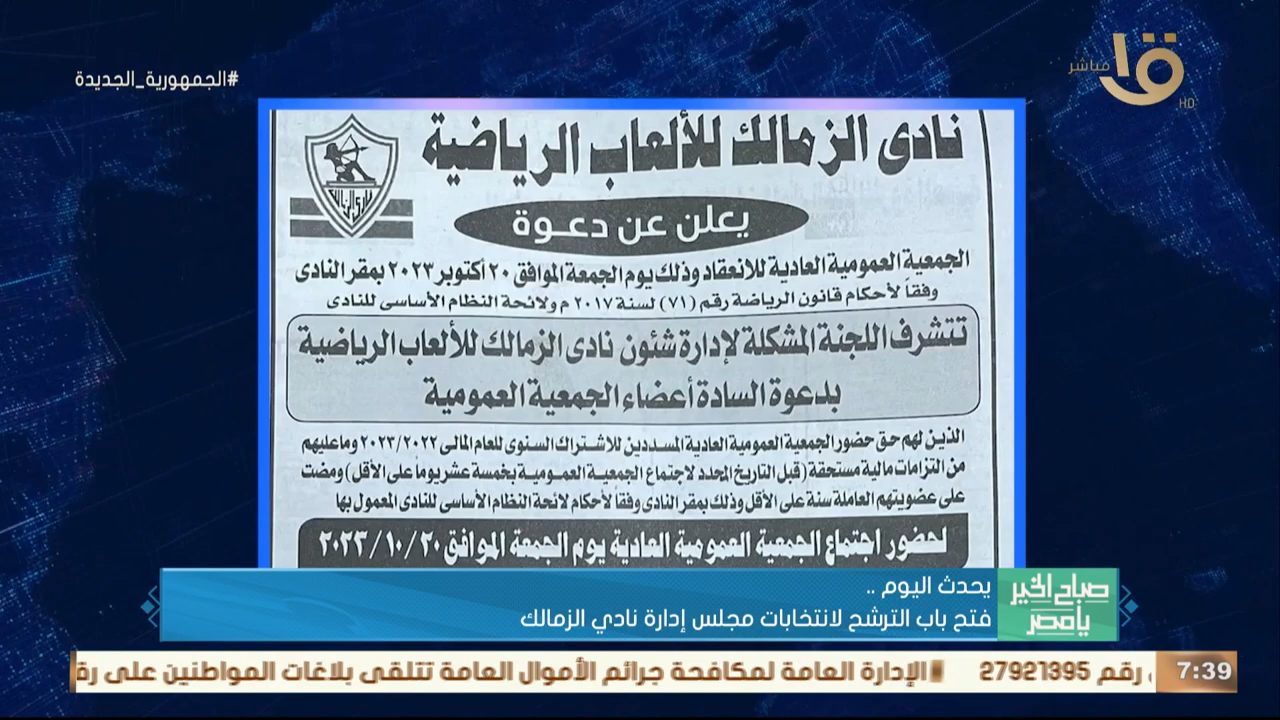 #الجمهورية_الجديدة
مباشر
HD
نادى الزمالك للألعاب الرياضية
نادى الزمالك
يعلن عن دعوة
الجمعية العمومية العادية للانعقاد وذلك يوم الجمعة الموافق ٢٠ أكتوبر ٢٠٢٣ بمقر النادى
وفقاً لأحكام قانون الرياضة رقم (٧١) لسنة ٢٠١٧ م ولائحة النظام الأساسى للنادى
تتشرف اللجنة المشكلة لإدارة شئون نادى الزمالك للألعاب الرياضية
بدعوة السادة أعضاء الجمعية العمومية
الذين لهم حق حضور الجمعية العمومية العادية المسددين للاشتراك السنوى للعام المالى ٢٠٢٣/٢٠٢٢ وماعليهم
من التزامات مالية مستحقة (قبل التاريخ المحدد لاجتماع الجمعية العمومية بخمسة عشر يوماً على الأقل) ومضت
على عضويتهم العاملة سنة على الأقل وذلك بمقر النادى وفقاً لأحكام لائحة النظام الأساسى للنادى المعمول بها
لحضور اجتماع الجمعية العمومية العادية يوم الجمعة الموافق ٢٠٢٣/١٠/٢٠
صباح الخير
يا مصر
يحدث اليوم ..
فتح باب الترشح لانتخابات مجلس إدارة نادي الزمالك
7:39
رقم 27921395
الإدارة العامة لمكافحة جرائم الأموال العامة تتلقى بلاغات المواطنين على